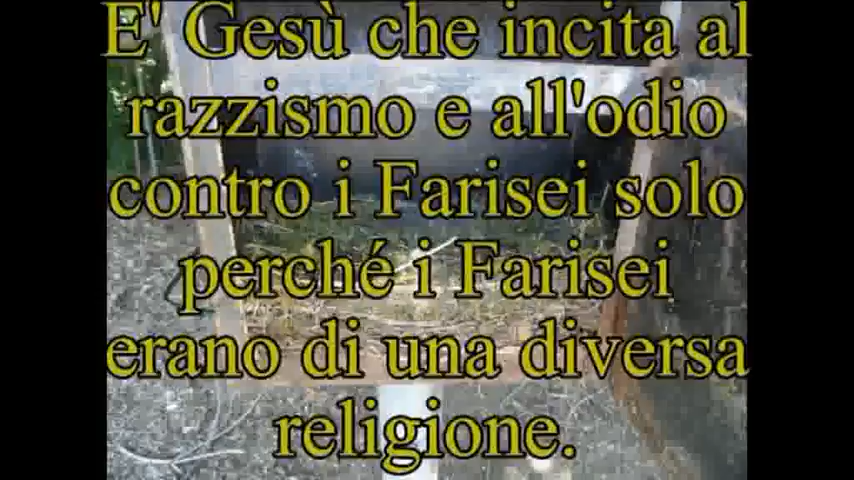 E' Gesù che incita al
razzismo e all'odio
contro i Farisei solo
perché i Farisei
erano di una diversa
religione.